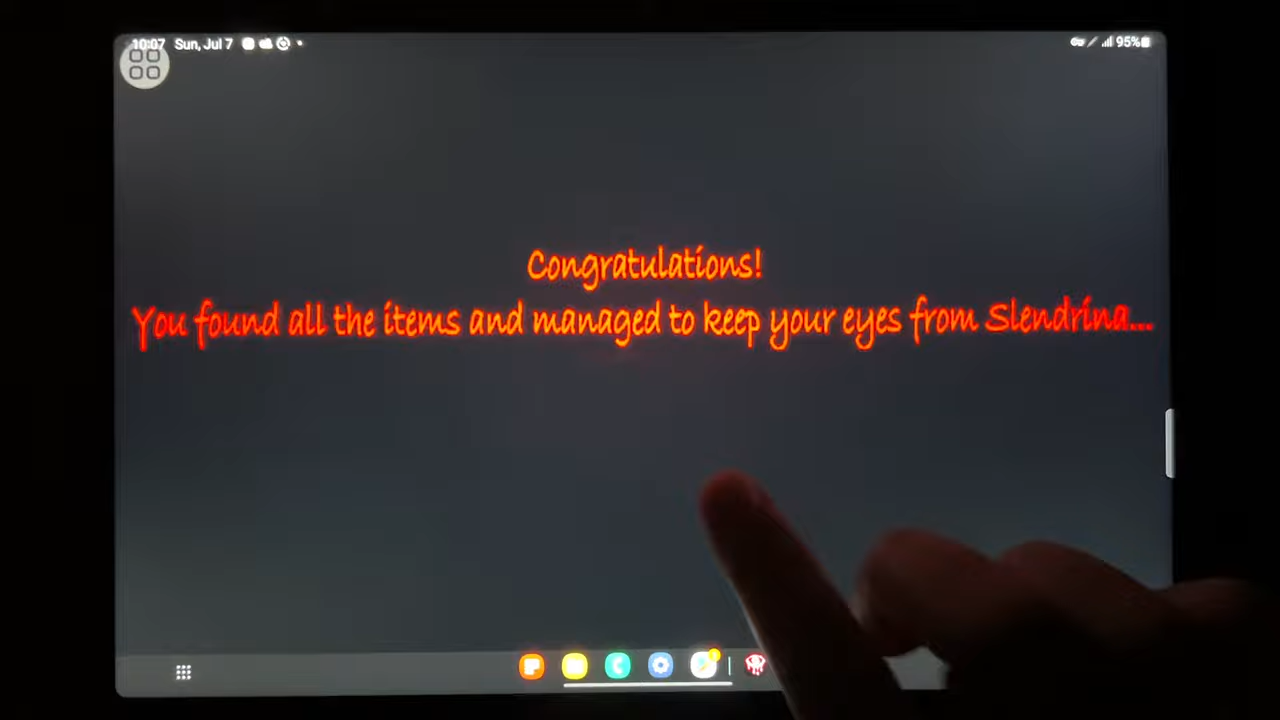 10:07 Sun, Jul 7
95%
Congratulations!
You found all the items and managed to keep your eyes from Slendrina...